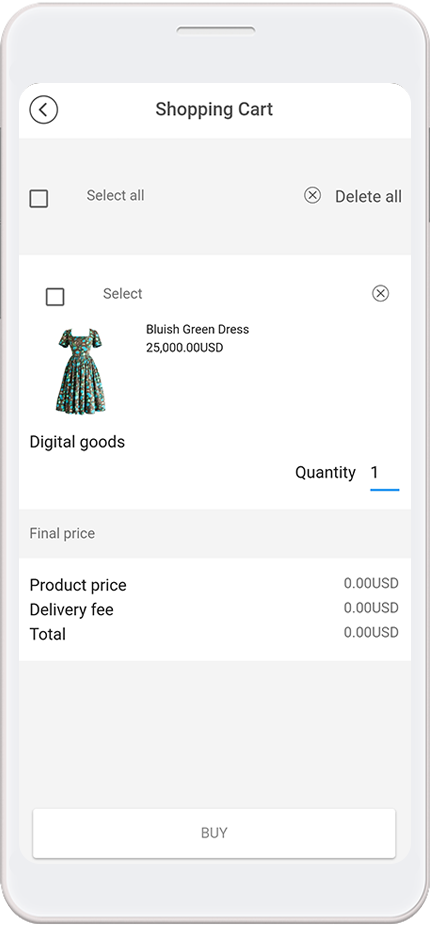 Shopping Cart
Select all
Delete all
Select
Bluish Green Dress
25,000.00USD
Digital goods
Quantity 1
Final price
Product price 0.00USD
Delivery fee 0.00USD
Total 0.00USD
BUY